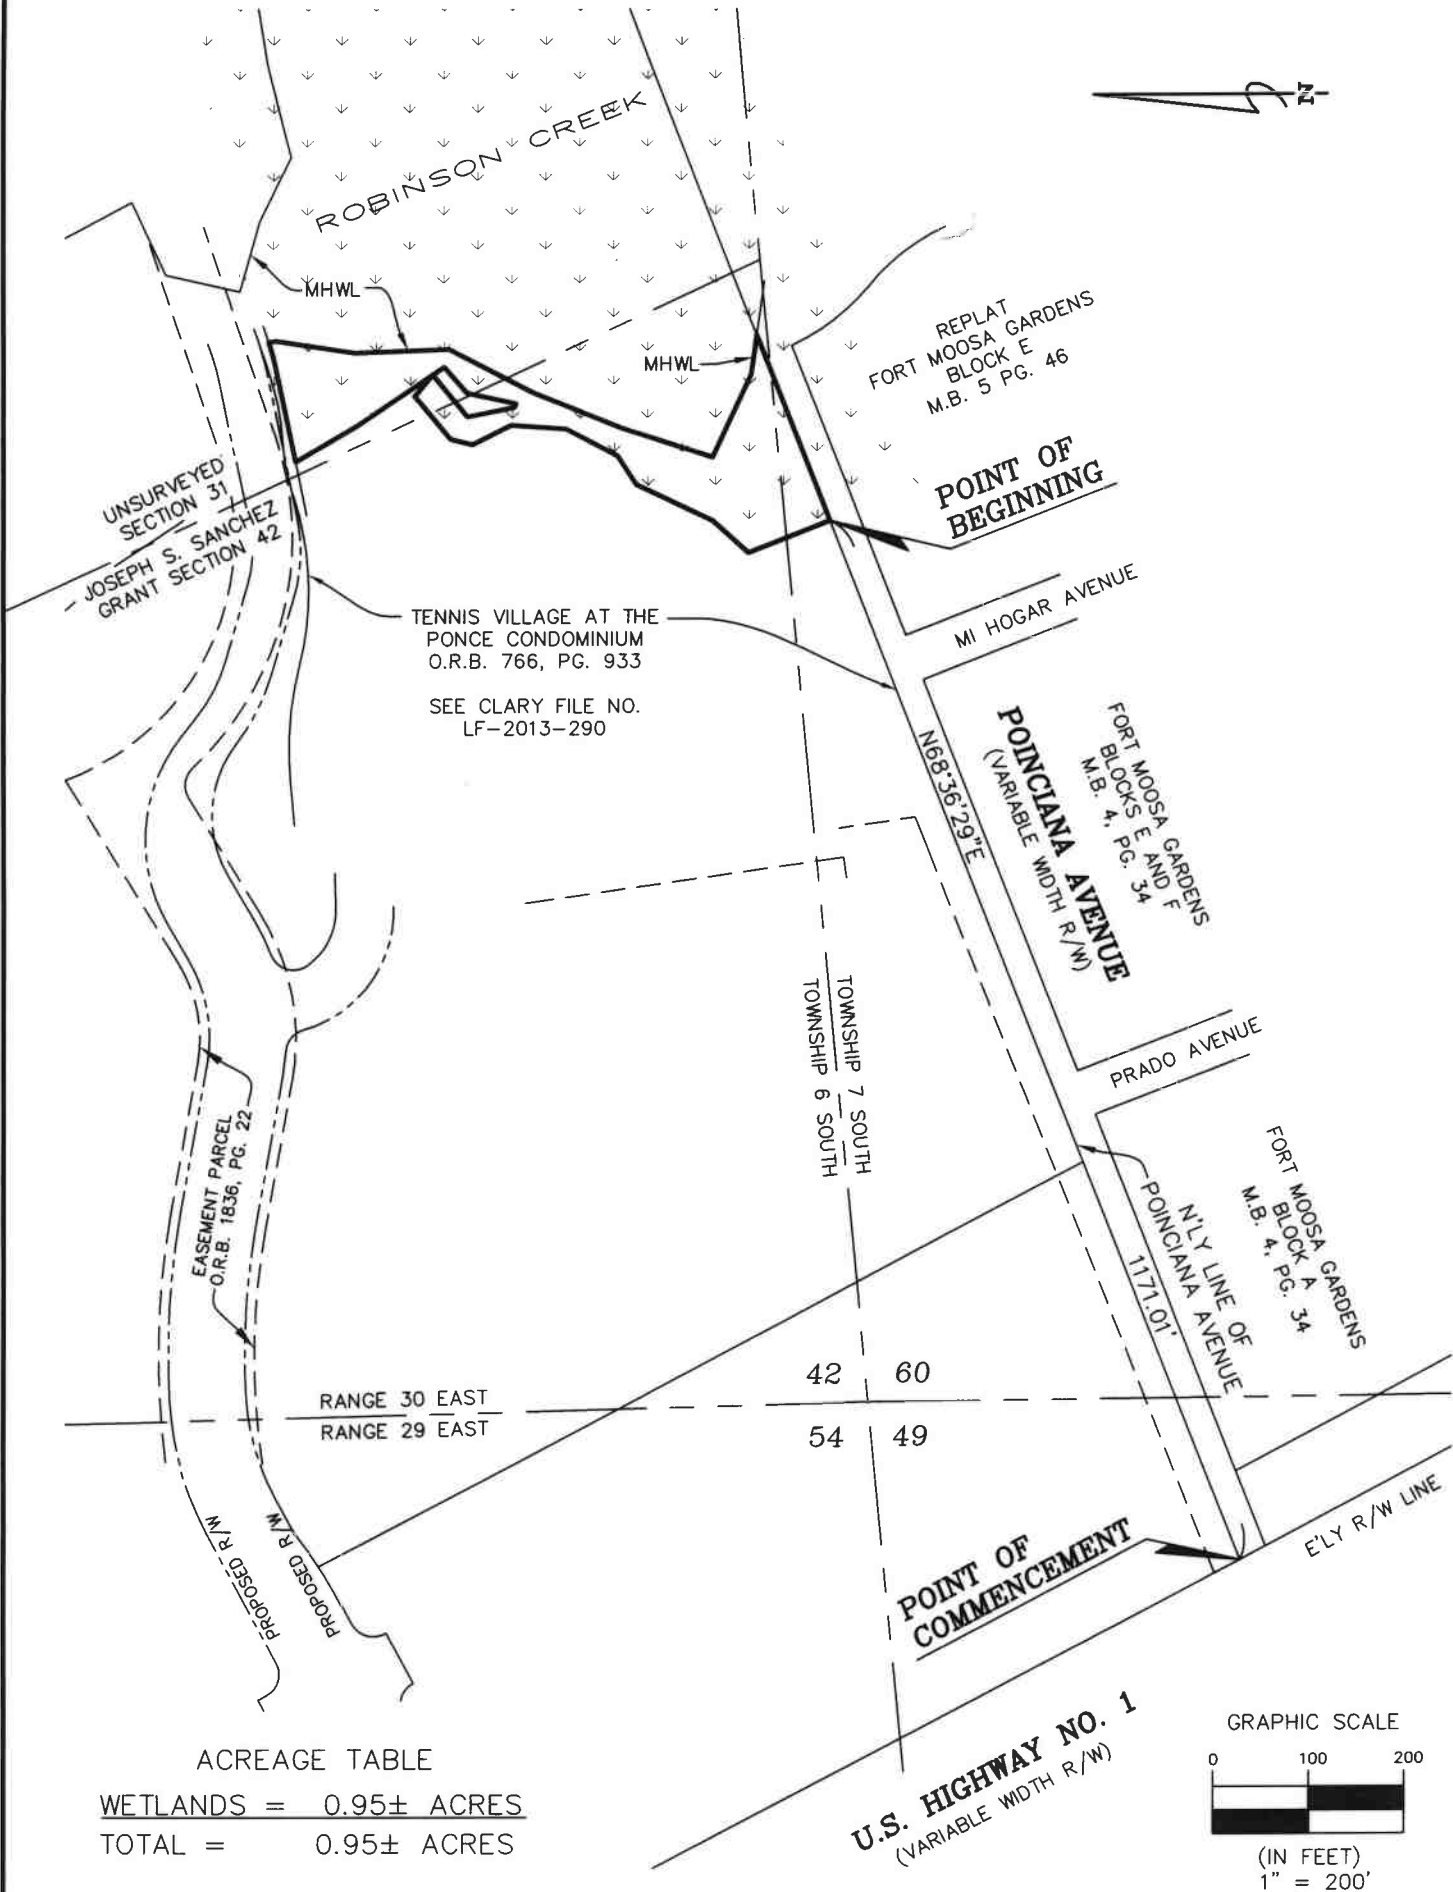 N
ROBINSON CREEK
MHWL
MHWL
REPLAT
FORT MOOSA GARDENS
BLOCK E
M.B. 5 PG. 46
POINT OF
BEGINNING
UNSURVEYED
SECTION 31
JOSEPH S. SANCHEZ
GRANT SECTION 42
TENNIS VILLAGE AT THE
PONCE CONDOMINIUM
O.R.B. 766, PG. 933
SEE CLARY FILE NO.
LF-2013-290
MI HOGAR AVENUE
N68°36'29"E
POINCIANA AVENUE
(VARIABLE WIDTH R/W)
FORT MOOSA GARDENS
BLOCKS E AND F
M.B. 4, PG. 34
TOWNSHIP 7 SOUTH
TOWNSHIP 6 SOUTH
PRADO AVENUE
EASEMENT PARCEL
O.R.B. 1836, PG. 22
N'LY LINE OF
POINCIANA AVENUE
1171.01'
FORT MOOSA GARDENS
BLOCK A
M.B. 4, PG. 34
RANGE 30 EAST
RANGE 29 EAST
42 60
54 49
PROPOSED R/W
PROPOSED R/W
POINT OF
COMMENCEMENT
E'LY R/W LINE
U.S. HIGHWAY NO. 1
(VARIABLE WIDTH R/W)
ACREAGE TABLE
WETLANDS = 0.95± ACRES
TOTAL = 0.95± ACRES
GRAPHIC SCALE
0 100 200
(IN FEET)
1" = 200'